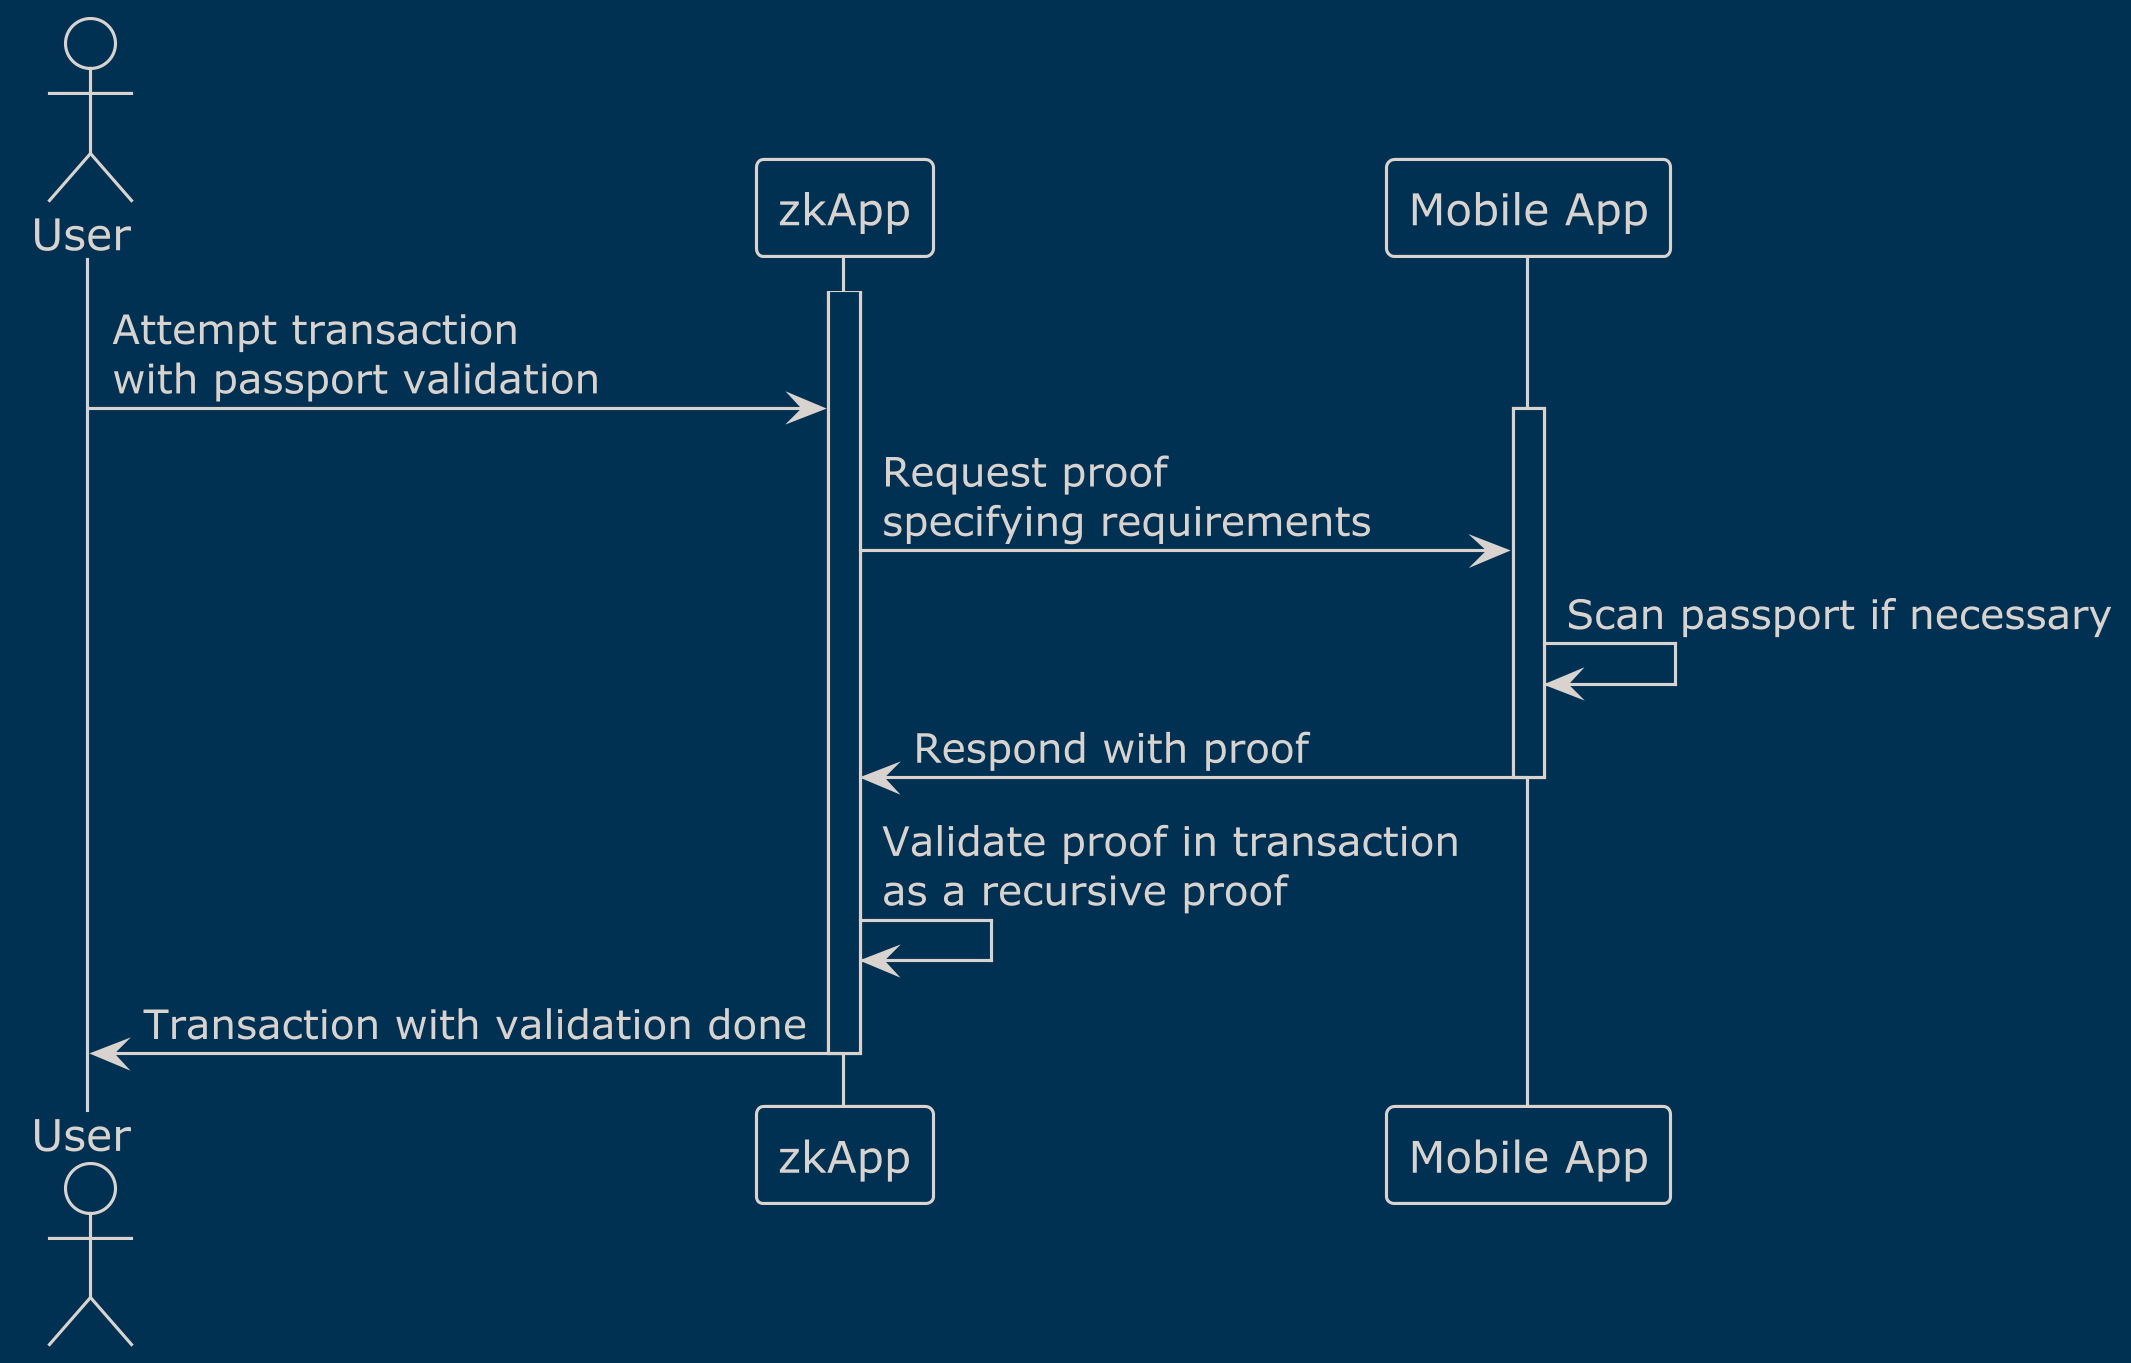 User
zkApp
Mobile App
Attempt transaction
with passport validation
Request proof
specifying requirements
Scan passport if necessary
Respond with proof
Validate proof in transaction
as a recursive proof
Transaction with validation done
User
zkApp
Mobile App